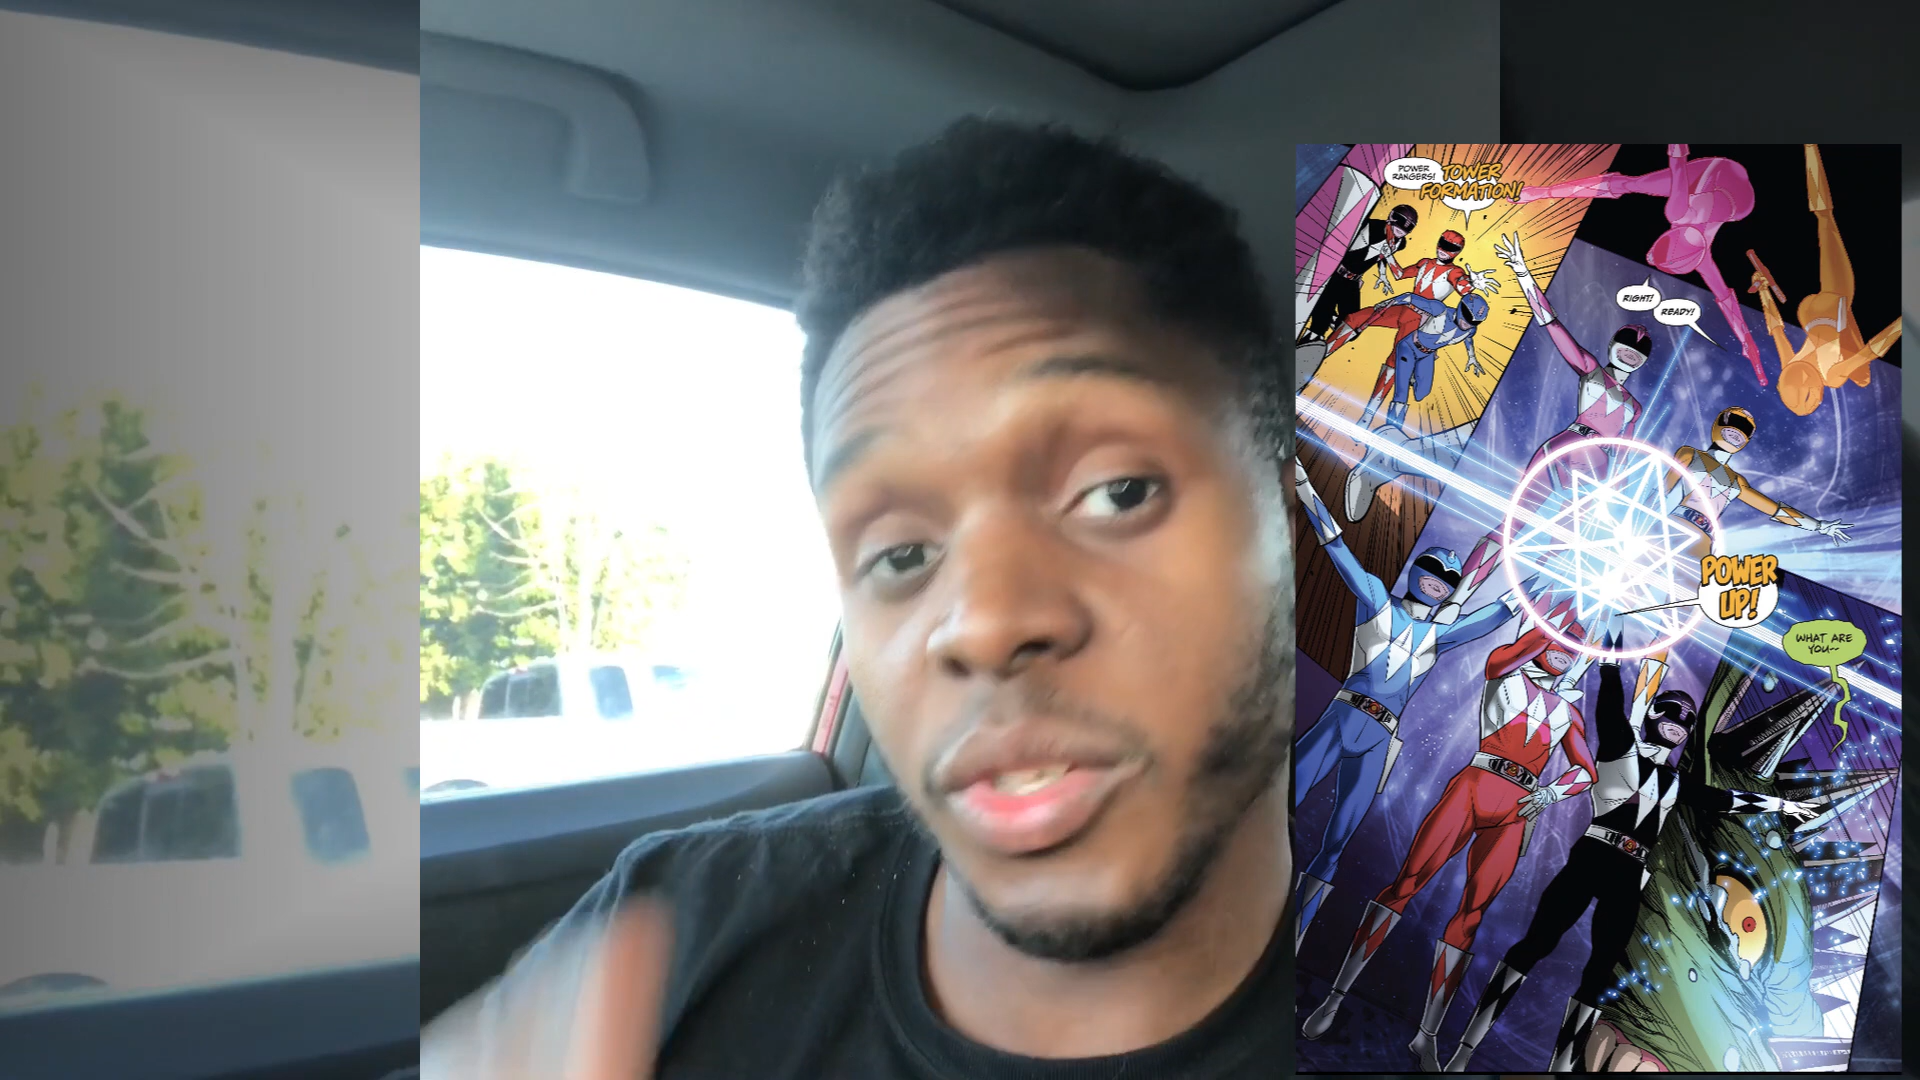 POWER
RANGERS!
TOWER
FORMATION!
RIGHT!
READY!
POWER
UP!
WHAT ARE
YOU--